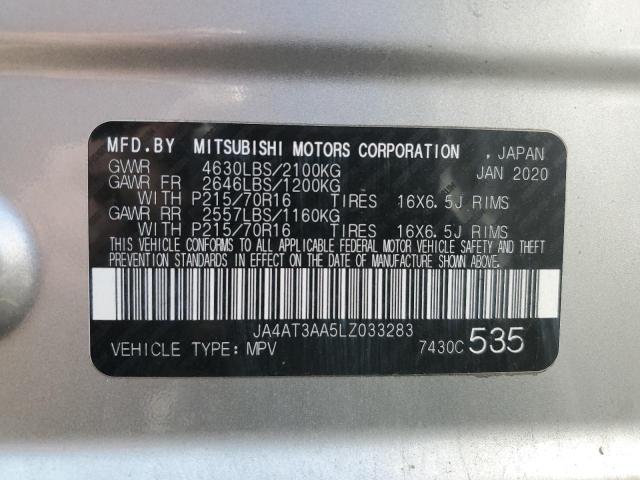 MFD.BY MITSUBISHI MOTORS CORPORATION , JAPAN
GVWR 4630LBS/2100KG JAN 2020
GAWR FR 2646LBS/1200KG
WITH P215/70R16 TIRES 16X6.5J RIMS
GAWR RR 2557LBS/1160KG
WITH P215/70R16 TIRES 16X6.5J RIMS
THIS VEHICLE CONFORMS TO ALL APPLICABLE FEDERAL MOTOR VEHICLE SAFETY AND THEFT
PREVENTION STANDARDS IN EFFECT ON THE DATE OF MANUFACTURE SHOWN ABOVE.
JA4AT3AA5LZ033283
VEHICLE TYPE: MPV 7430C 535